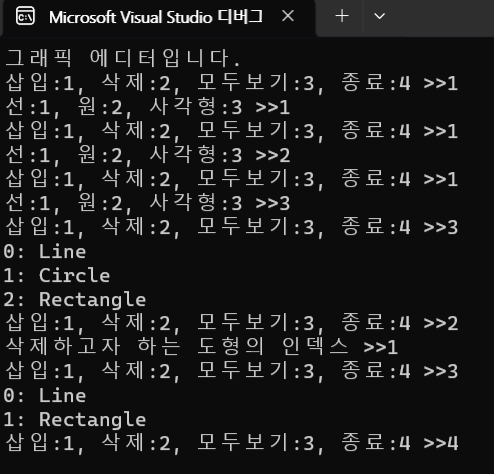 Microsoft Visual Studio 디버그
그래픽 에디터입니다.
삽입:1, 삭제:2, 모두보기:3, 종료:4 >>1
선:1, 원:2, 사각형:3 >>1
삽입:1, 삭제:2, 모두보기:3, 종료:4 >>1
선:1, 원:2, 사각형:3 >>2
삽입:1, 삭제:2, 모두보기:3, 종료:4 >>1
선:1, 원:2, 사각형:3 >>3
삽입:1, 삭제:2, 모두보기:3, 종료:4 >>3
0: Line
1: Circle
2: Rectangle
삽입:1, 삭제:2, 모두보기:3, 종료:4 >>2
삭제하고자 하는 도형의 인덱스 >>1
삽입:1, 삭제:2, 모두보기:3, 종료:4 >>3
0: Line
1: Rectangle
삽입:1, 삭제:2, 모두보기:3, 종료:4 >>4